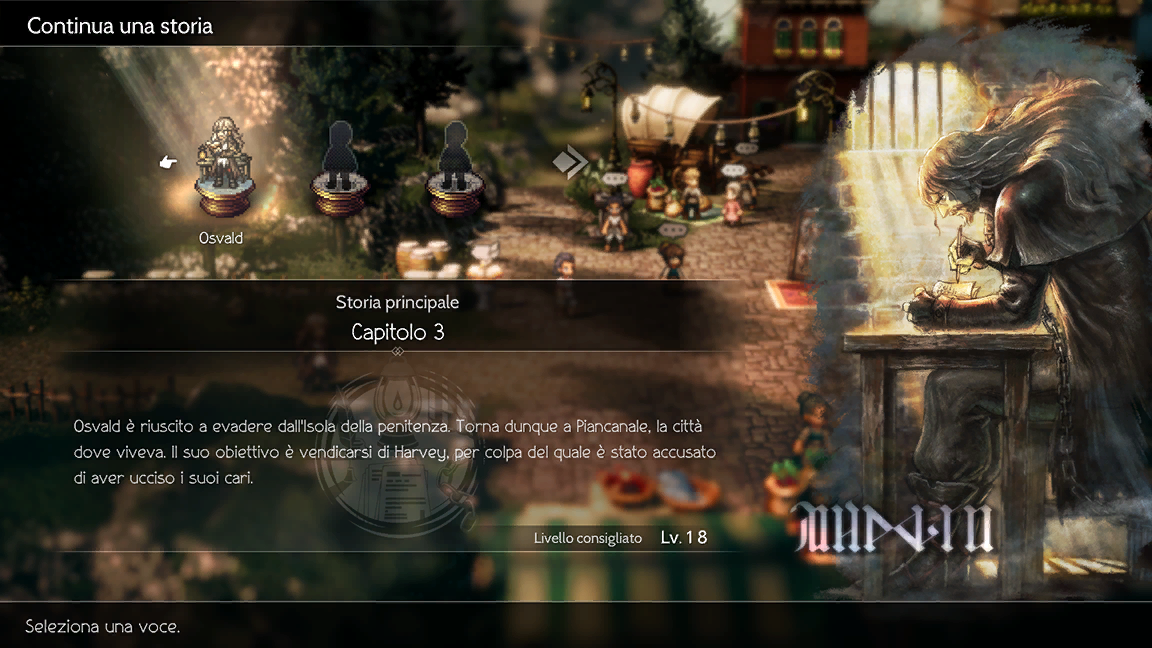 Continua una storia
Osvald
Storia principale
Capitolo 3
Osvald è riuscito a evadere dall'Isola della penitenza. Torna dunque a Piancanale, la città
dove viveva. Il suo obiettivo è vendicarsi di Harvey, per colpa del quale è stato accusato
di aver ucciso i suoi cari.
Livello consigliato Lv. 18
Seleziona una voce.